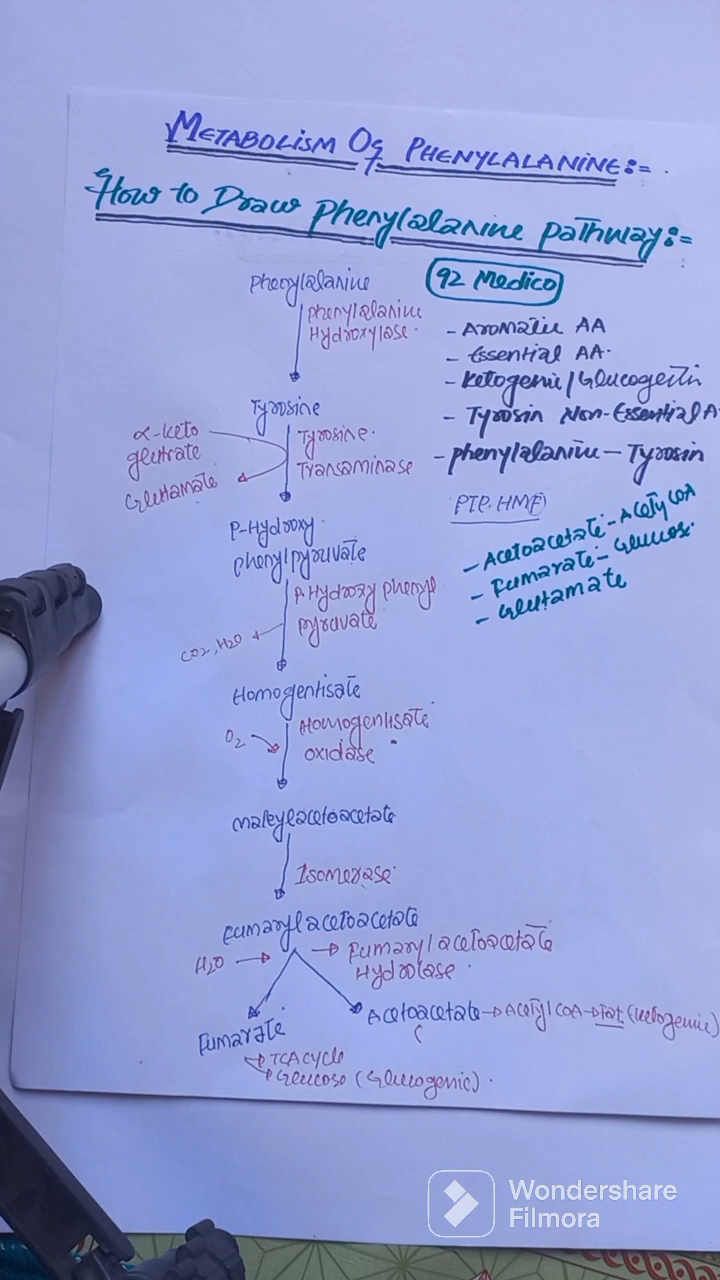 METABOLISM Of PHENYLALANINE:= .
How to Draw phenylalanine pathway:=
92 Medico
phenylalanine
phenylalanine
Hydroxylase.
- Aromatic AA
- Essential AA.
- Ketogenic/Glucogetin
- Tyrosin Non-Essential A
- phenylalanine - Tyrosin
PTP.HMF
- Acetoacetate - Acetyl COA
- Fumarate - Glucose.
- Glutamate
Tyrosine
α-keto
glutrate
Glutamate
Tyrosine.
Transaminase
P-Hydroxy.
phenylpyruvate
P Hydroxy phenyl
pyruvate
CO2, H2O
Homogentisate
O2
Homogentisate
oxidase
maleylacetoacetate
Isomerase.
Fumarylacetoacetate
H2O
Fumarylacetoacetate
Hydrolase.
Fumarate
Acetoacetate → Acetyl COA → Fat (ketogenic)
→ TCA cycle
→ Glucose (Glucogenic).
Wondershare
Filmora